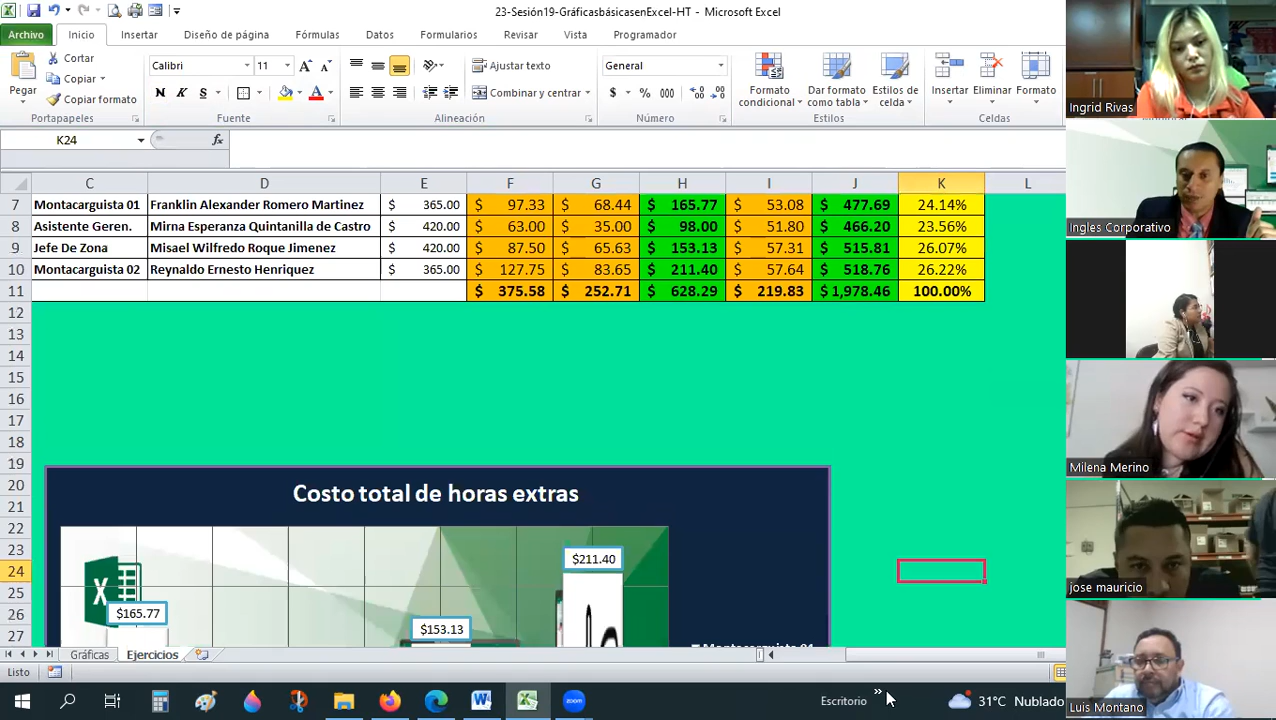 23-Sesión19-GráficasbásicasenExcel-HT - Microsoft Excel
Archivo Inicio Insertar Diseño de página Fórmulas Datos Formularios Revisar Vista Programador
Pegar Cortar Calibri 11 Ajustar texto General Formato condicional Dar formato como tabla Estilos de celda Insertar Eliminar Formato
Copiar
Copiar formato N K S Combinar y centrar $ % 000
Portapapeles Fuente Alineación Número Estilos Celdas
K24 fx
C D E F G H I J K L
7 Montacarguista 01 Franklin Alexander Romero Martinez $ 365.00 $ 97.33 $ 68.44 $ 165.77 $ 53.08 $ 477.69 24.14%
8 Asistente Geren. Mirna Esperanza Quintanilla de Castro $ 420.00 $ 63.00 $ 35.00 $ 98.00 $ 51.80 $ 466.20 23.56%
9 Jefe De Zona Misael Wilfredo Roque Jimenez $ 420.00 $ 87.50 $ 65.63 $ 153.13 $ 57.31 $ 515.81 26.07%
10 Montacarguista 02 Reynaldo Ernesto Henriquez $ 365.00 $ 127.75 $ 83.65 $ 211.40 $ 57.64 $ 518.76 26.22%
11 $ 375.58 $ 252.71 $ 628.29 $ 219.83 $ 1,978.46 100.00%
12
13
14
15
16
17
18
19
20
21
22
23
24
25
26
27
Costo total de horas extras
X
$165.77
$153.13
$211.40
Gráficas Ejercicios
Listo
Escritorio » 31°C Nublado
W
zoom
Ingrid Rivas
Ingles Corporativo
Milena Merino
jose mauricio
Luis Montano